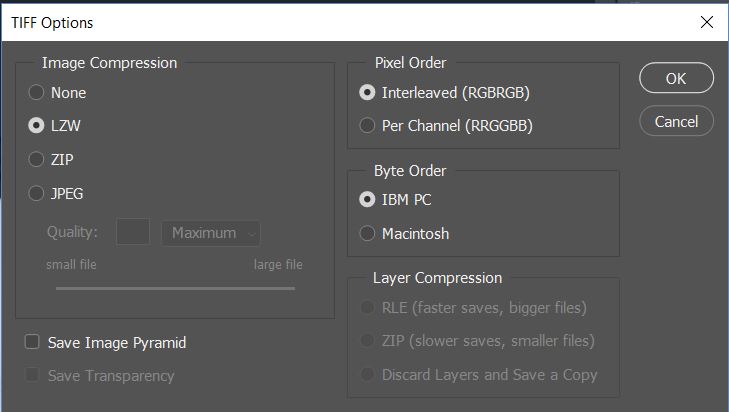 TIFF Options
Image Compression
None
LZW
ZIP
JPEG
Quality:
Maximum
small file
large file
Save Image Pyramid
Save Transparency
Pixel Order
Interleaved (RGBRGB)
Per Channel (RRGGBB)
Byte Order
IBM PC
Macintosh
Layer Compression
RLE (faster saves, bigger files)
ZIP (slower saves, smaller files)
Discard Layers and Save a Copy
OK
Cancel